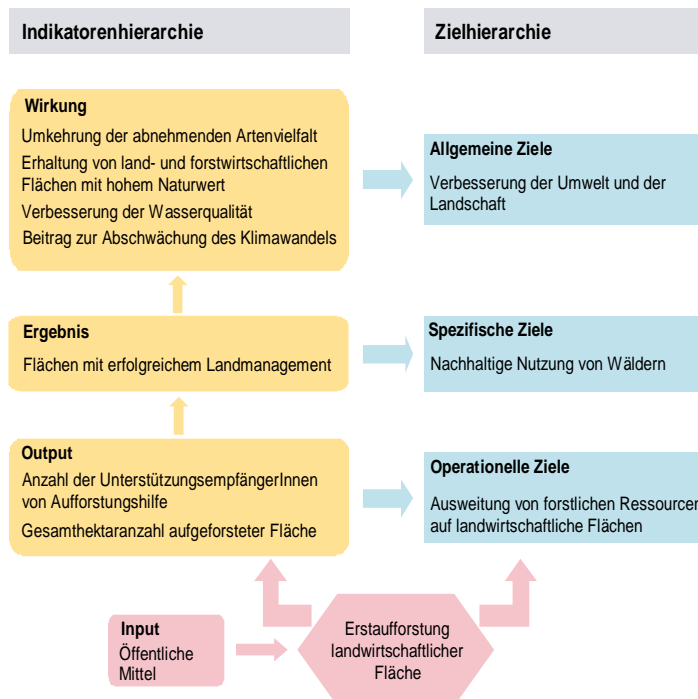 Indikatorenhierarchie
Zielhierarchie
Wirkung
Umkehrung der abnehmenden Artenvielfalt
Erhaltung von land- und forstwirtschaftlichen
Flächen mit hohem Naturwert
Verbesserung der Wasserqualität
Beitrag zur Abschwächung des Klimawandels
Allgemeine Ziele
Verbesserung der Umwelt und der
Landschaft
Ergebnis
Flächen mit erfolgreichem Landmanagement
Spezifische Ziele
Nachhaltige Nutzung von Wäldern
Output
Anzahl der UnterstützungsempfängerInnen
von Aufforstungshilfe
Gesamthektaranzahl aufgeforsteter Fläche
Operationelle Ziele
Ausweitung von forstlichen Ressourcen
auf landwirtschaftliche Flächen
Input
Öffentliche
Mittel
Erstaufforstung
landwirtschaftlicher
Fläche